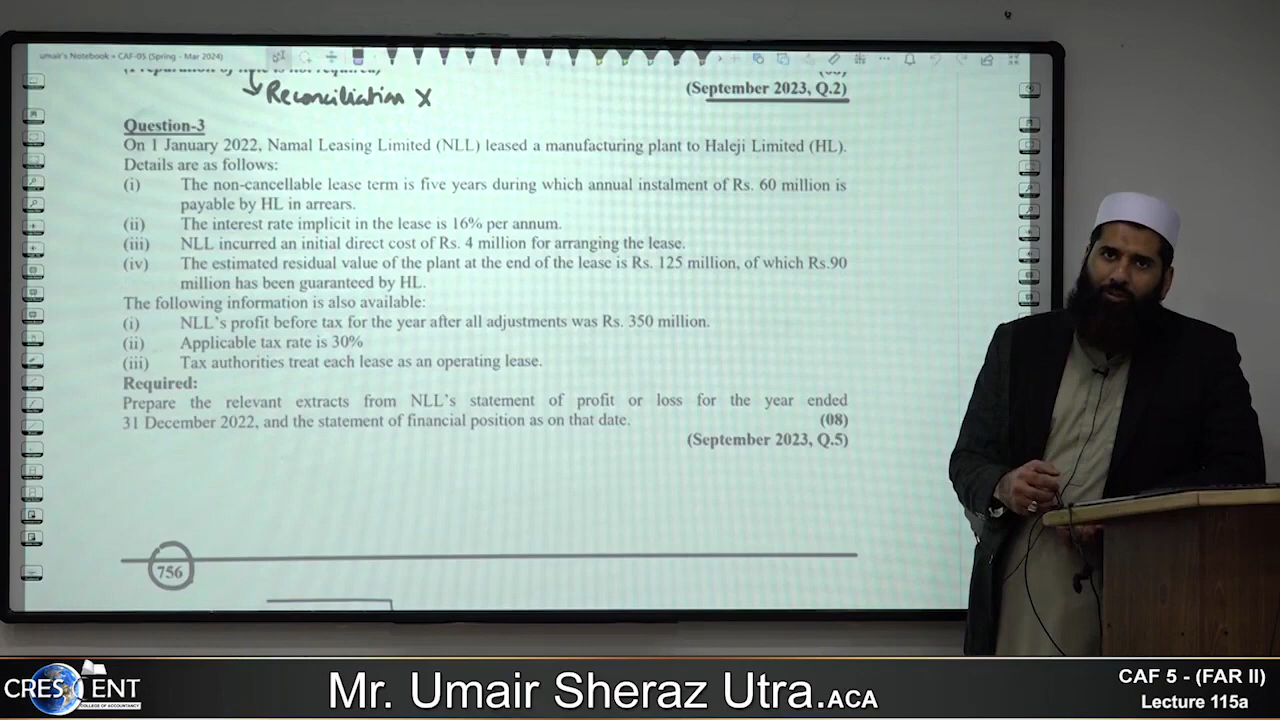 umair's Notebook » CAF-05 (Spring - Mar 2024)
(Preparation of not required)
(08)
Reconciliation X
(September 2023, Q.2)
Question-3
On 1 January 2022, Namal Leasing Limited (NLL) leased a manufacturing plant to Haleji Limited (HL).
Details are as follows:
(i) The non-cancellable lease term is five years during which annual instalment of Rs. 60 million is
payable by HL in arrears.
(ii) The interest rate implicit in the lease is 16% per annum.
(iii) NLL incurred an initial direct cost of Rs. 4 million for arranging the lease.
(iv) The estimated residual value of the plant at the end of the lease is Rs. 125 million, of which Rs.90
million has been guaranteed by HL.
The following information is also available:
(i) NLL's profit before tax for the year after all adjustments was Rs. 350 million.
(ii) Applicable tax rate is 30%
(iii) Tax authorities treat each lease as an operating lease.
Required:
Prepare the relevant extracts from NLL's statement of profit or loss for the year ended
31 December 2022, and the statement of financial position as on that date. (08)
(September 2023, Q.5)
756
CRESCENT
COLLEGE OF ACCOUNTANCY
Mr. Umair Sheraz Utra.ACA
CAF 5 - (FAR II)
Lecture 115a